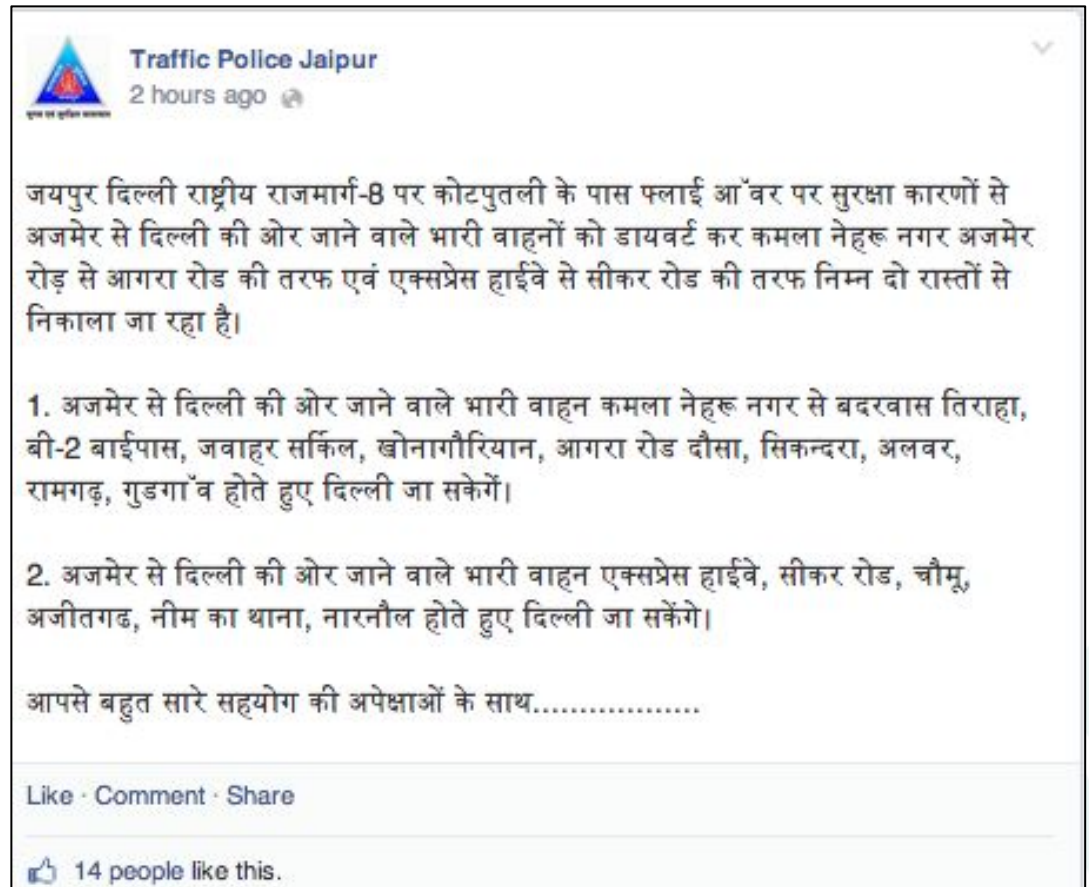 Traffic Police Jaipur
2 hours ago
जयपुर दिल्ली राष्ट्रीय राजमार्ग-8 पर कोटपुतली के पास फ्लाई आॅवर पर सुरक्षा कारणों से
अजमेर से दिल्ली की ओर जाने वाले भारी वाहनों को डायवर्ट कर कमला नेहरू नगर अजमेर
रोड़ से आगरा रोड की तरफ एवं एक्सप्रेस हाईवे से सीकर रोड की तरफ निम्न दो रास्तों से
निकाला जा रहा है।
1. अजमेर से दिल्ली की ओर जाने वाले भारी वाहन कमला नेहरू नगर से बदरवास तिराहा,
बी-2 बाईपास, जवाहर सर्किल, खोनागौरियान, आगरा रोड दौसा, सिकन्दरा, अलवर,
रामगढ़, गुडगाॅव होते हुए दिल्ली जा सकेगें।
2. अजमेर से दिल्ली की ओर जाने वाले भारी वाहन एक्सप्रेस हाईवे, सीकर रोड, चौमू,
अजीतगढ, नीम का थाना, नारनौल होते हुए दिल्ली जा सकेंगे।
आपसे बहुत सारे सहयोग की अपेक्षाओं के साथ..................
Like · Comment · Share
14 people like this.